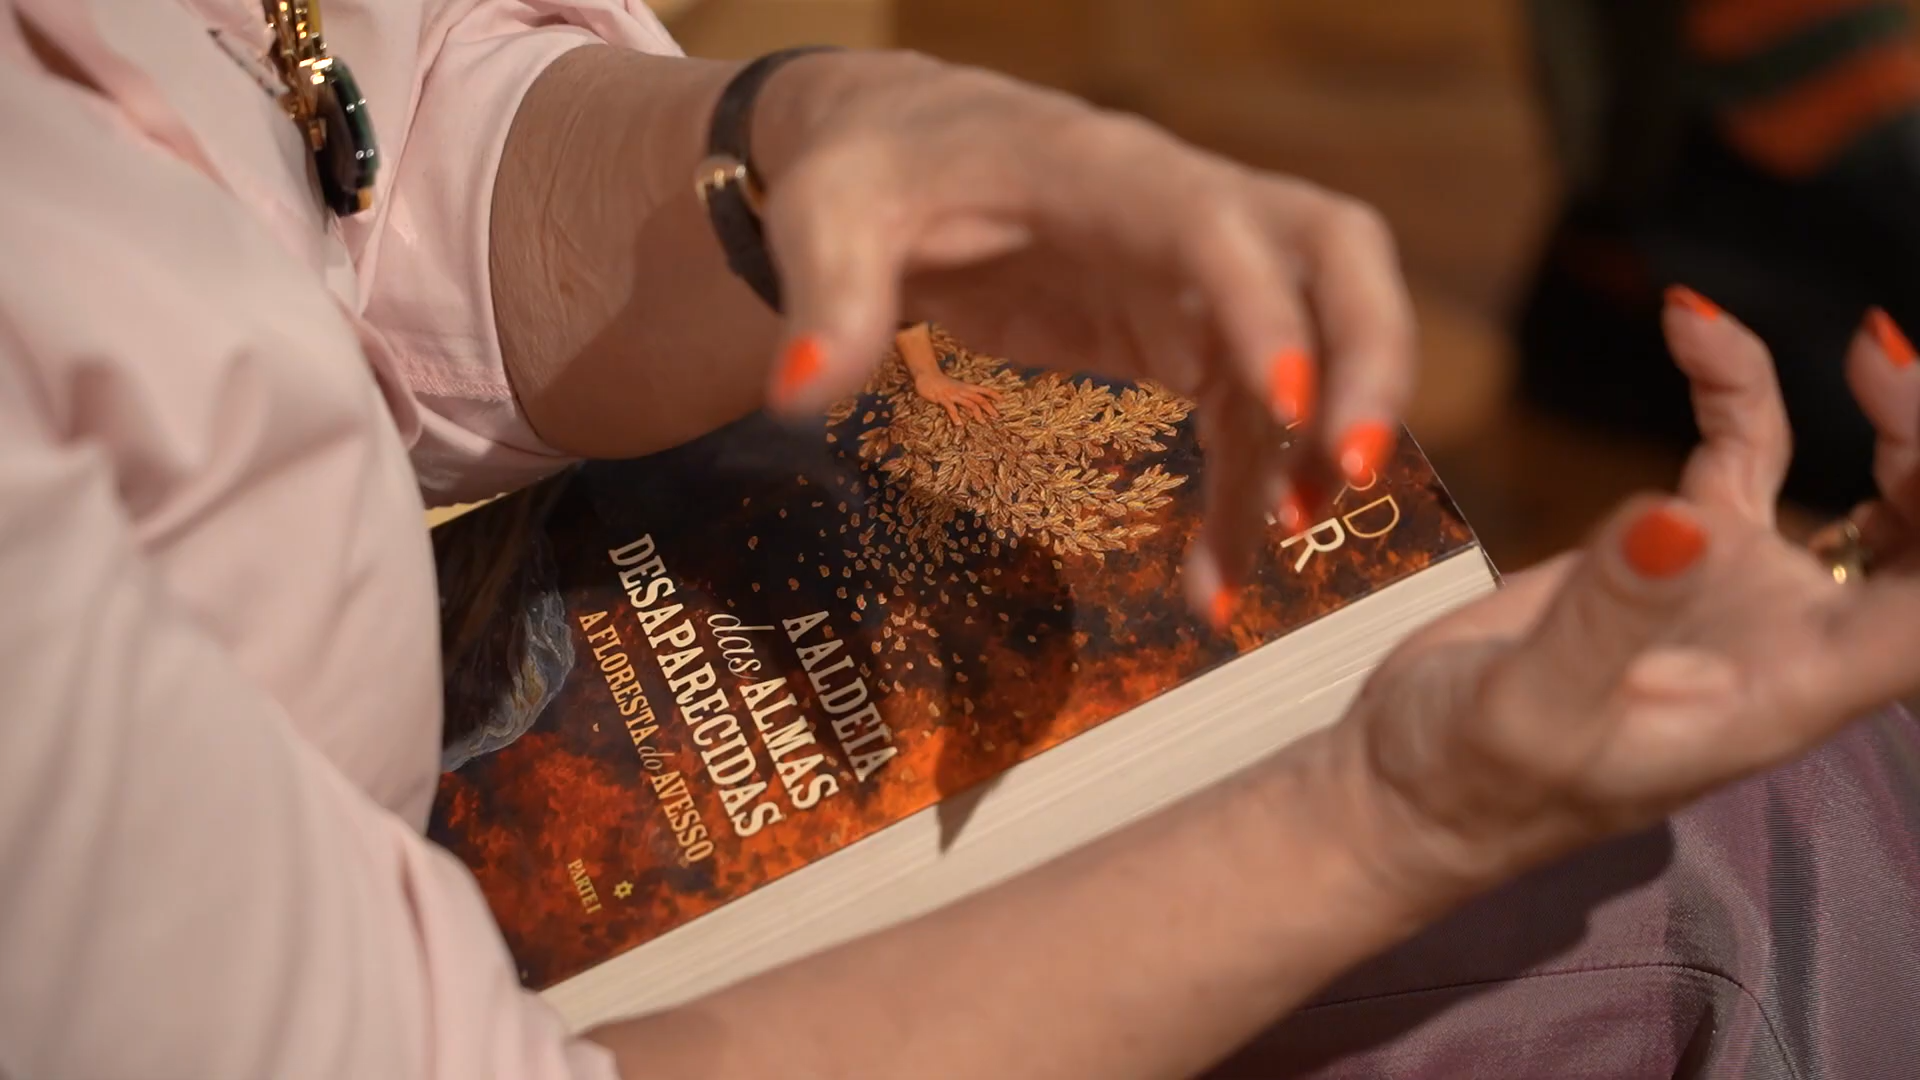 A ALDEIA
das ALMAS
DESAPARECIDAS
A FLORESTA do AVESSO
PARTE I